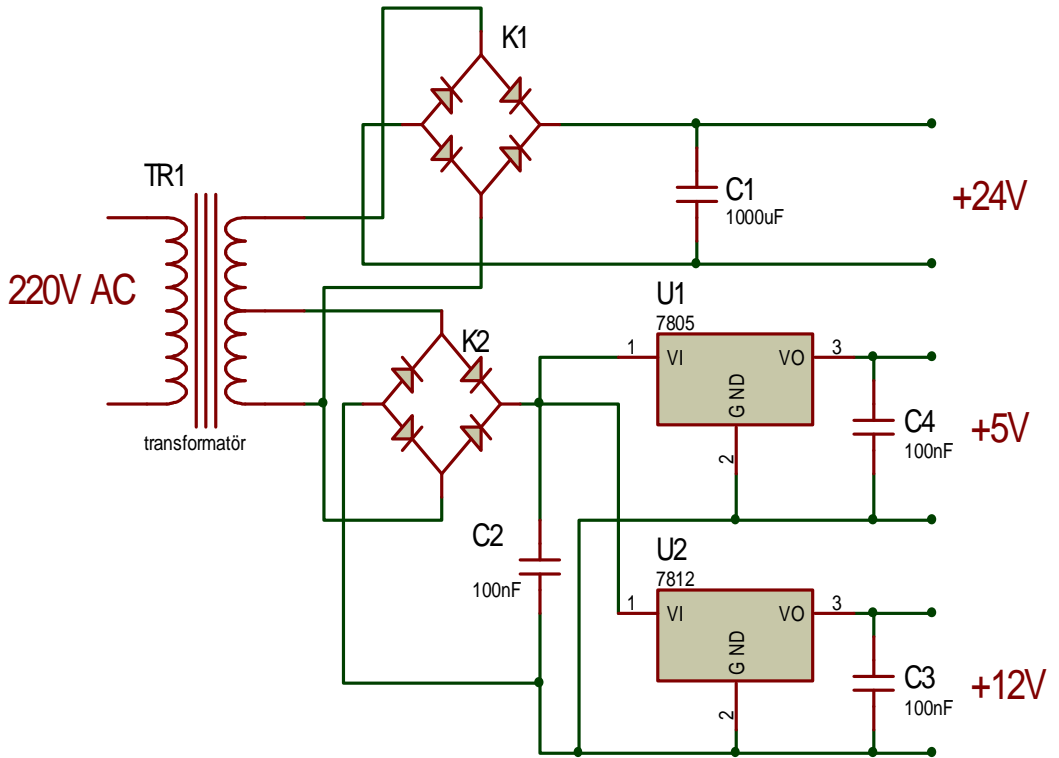 K1
TR1
C1
1000uF
+24V
220V AC
transformatör
K2
U1
7805
1
VI
VO
3
GND
2
C4
100nF
+5V
C2
100nF
U2
7812
1
VI
VO
3
GND
2
C3
100nF
+12V